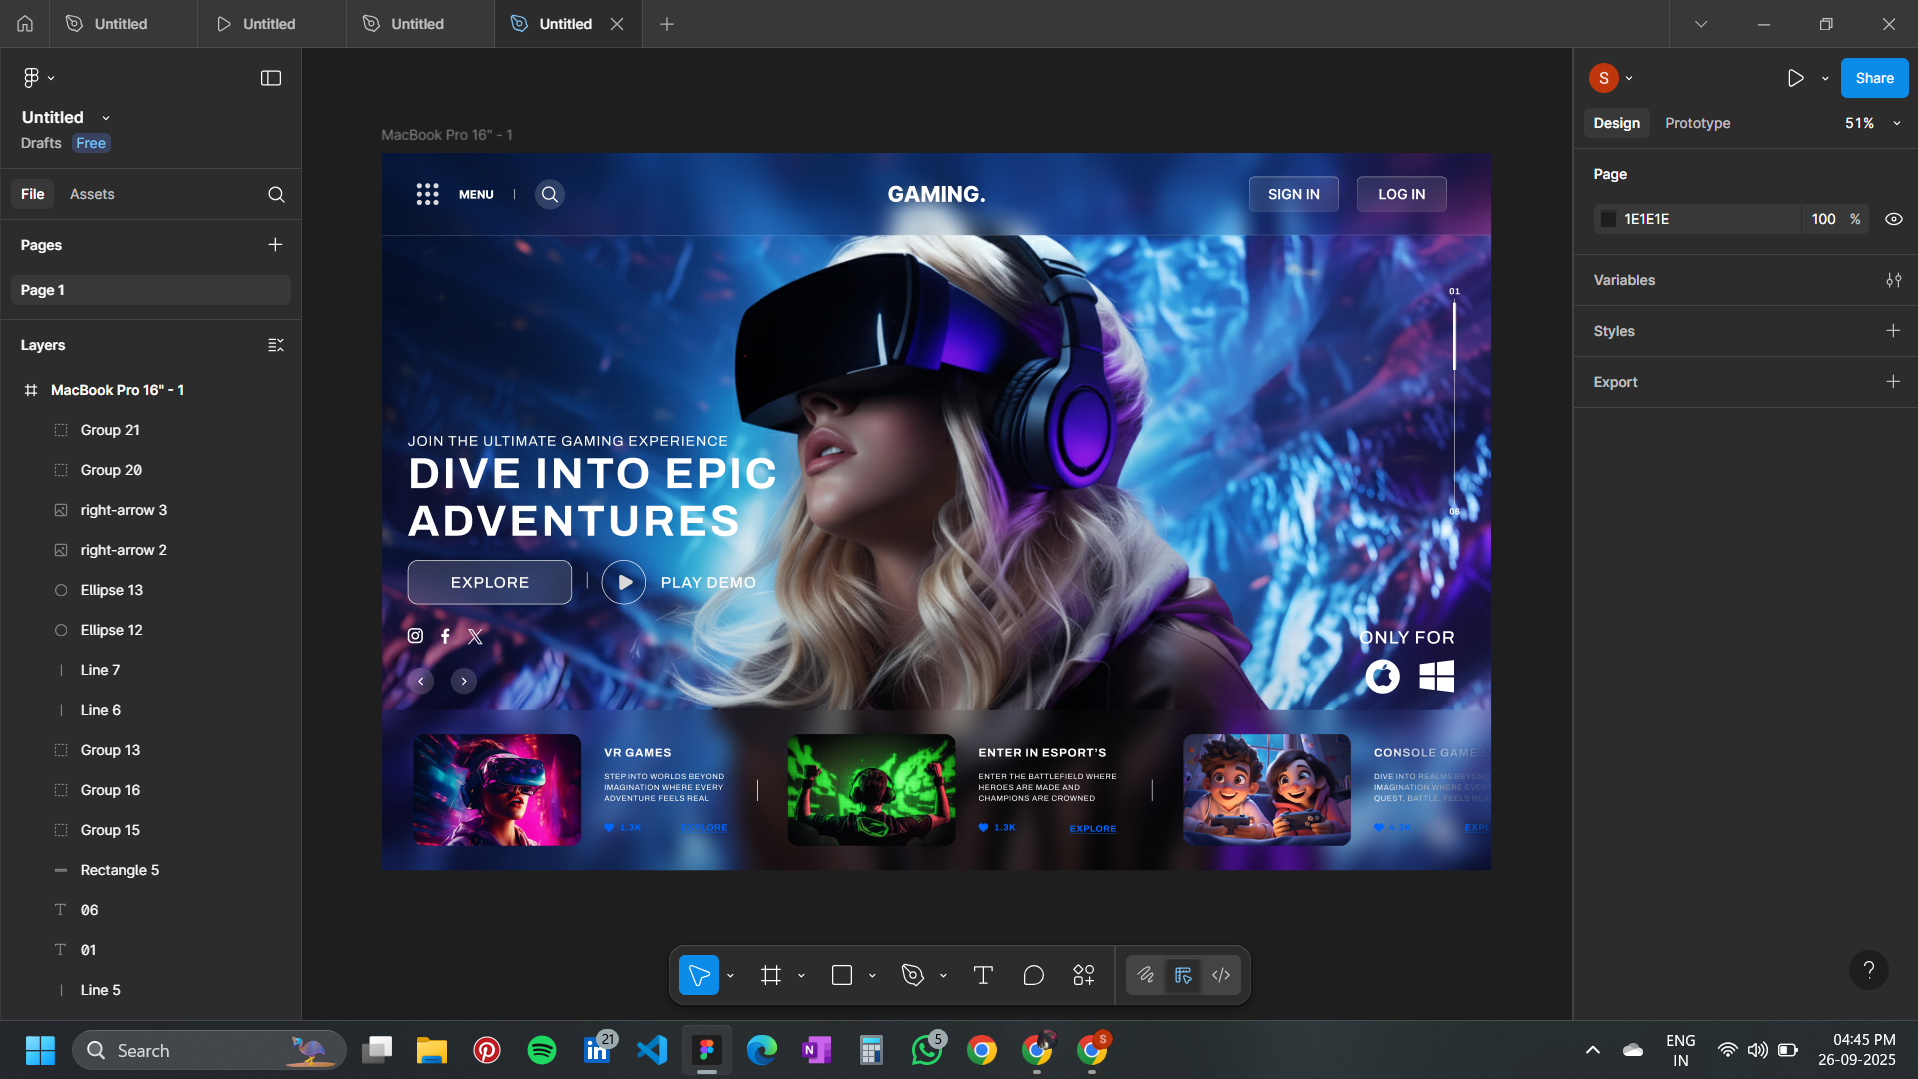 Untitled
Untitled
Untitled
Untitled
Untitled
Drafts Free
File Assets
Pages
Page 1
Layers
MacBook Pro 16" - 1
Group 21
Group 20
right-arrow 3
right-arrow 2
Ellipse 13
Ellipse 12
Line 7
Line 6
Group 13
Group 16
Group 15
Rectangle 5
06
01
Line 5
MacBook Pro 16" - 1
MENU
GAMING.
SIGN IN
LOG IN
01
06
JOIN THE ULTIMATE GAMING EXPERIENCE
DIVE INTO EPIC
ADVENTURES
EXPLORE
PLAY DEMO
ONLY FOR
VR GAMES
STEP INTO WORLDS BEYOND
IMAGINATION WHERE EVERY
ADVENTURE FEELS REAL
1.3K EXPLORE
ENTER IN ESPORT'S
ENTER THE BATTLEFIELD WHERE
HEROES ARE MADE AND
CHAMPIONS ARE CROWNED
1.3K EXPLORE
CONSOLE GAME'S
DIVE INTO REALMS BEYOND
IMAGINATION WHERE EVERY
QUEST, BATTLE, FEELS REAL
EXPL
S
Share
Design Prototype 51%
Page
1E1E1E 100 %
Variables
Styles
Export
?
Search
21
5
S
ENG
IN
04:45 PM
26-09-2025